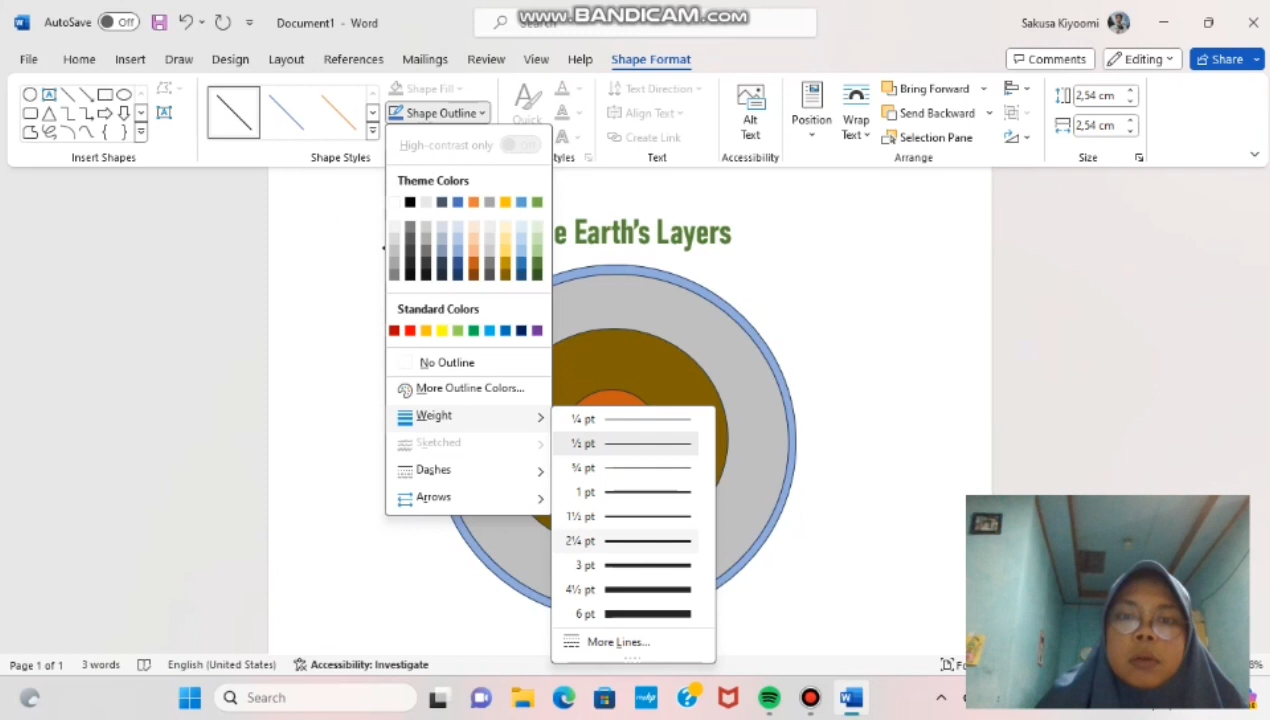 www.BANDICAM.com
AutoSave Off Document1 - Word Search Sakusa Kiyoomi
File Home Insert Draw Design Layout References Mailings Review View Help Shape Format Comments Editing Share
Shape Fill Text Direction Bring Forward 2,54 cm
Shape Outline Align Text Send Backward 2,54 cm
Quick Create Link Alt Text Position Wrap Text Selection Pane
Insert Shapes Shape Styles Text Accessibility Arrange Size
High-contrast only Off
Theme Colors
e Earth's Layers
Standard Colors
No Outline
More Outline Colors...
Weight
Sketched
Dashes
Arrows
¼ pt
½ pt
¾ pt
1 pt
1½ pt
2¼ pt
3 pt
4½ pt
6 pt
More Lines...
Page 1 of 1 3 words English (United States) Accessibility: Investigate
Search